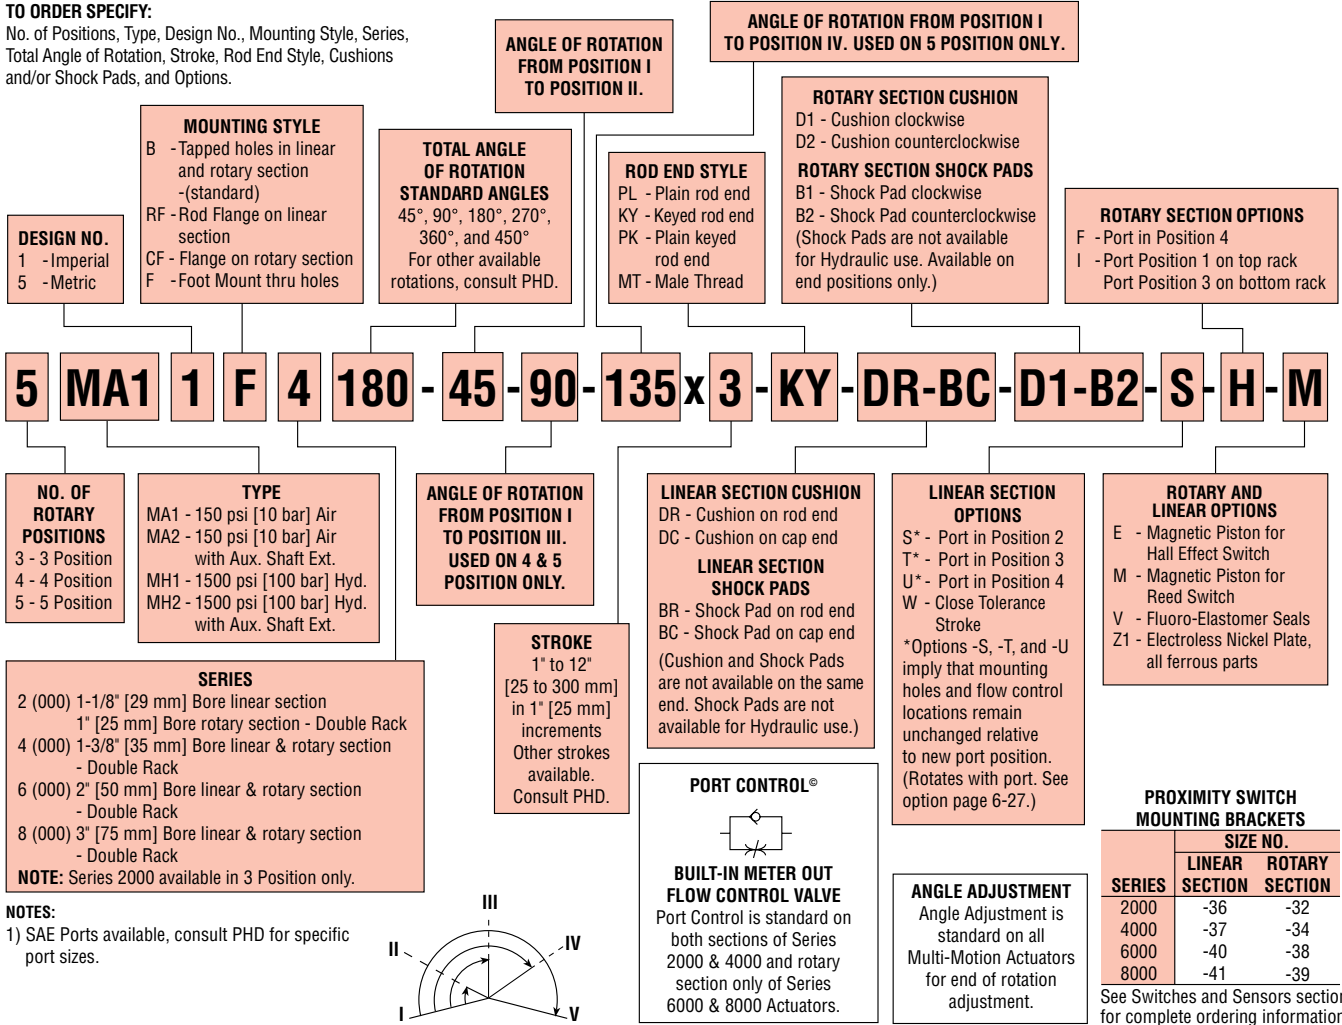 TO ORDER SPECIFY:
No. of Positions, Type, Design No., Mounting Style, Series,
Total Angle of Rotation, Stroke, Rod End Style, Cushions
and/or Shock Pads, and Options.
ANGLE OF ROTATION
FROM POSITION I
TO POSITION II.
ANGLE OF ROTATION FROM POSITION I
TO POSITION IV. USED ON 5 POSITION ONLY.
DESIGN NO.
1 - Imperial
5 - Metric
MOUNTING STYLE
B - Tapped holes in linear
and rotary section
-(standard)
RF - Rod Flange on linear
section
CF - Flange on rotary section
F - Foot Mount thru holes
TOTAL ANGLE
OF ROTATION
STANDARD ANGLES
45°, 90°, 180°, 270°,
360°, and 450°
For other available
rotations, consult PHD.
ROD END STYLE
PL - Plain rod end
KY - Keyed rod end
PK - Plain keyed
rod end
MT - Male Thread
ROTARY SECTION CUSHION
D1 - Cushion clockwise
D2 - Cushion counterclockwise
ROTARY SECTION SHOCK PADS
B1 - Shock Pad clockwise
B2 - Shock Pad counterclockwise
(Shock Pads are not available
for Hydraulic use. Available on
end positions only.)
ROTARY SECTION OPTIONS
F - Port in Position 4
I - Port Position 1 on top rack
Port Position 3 on bottom rack
5 MA1 1 F 4 180 - 45 - 90 - 135 x 3 - KY - DR-BC - D1-B2 - S - H - M
NO. OF
ROTARY
POSITIONS
3 - 3 Position
4 - 4 Position
5 - 5 Position
TYPE
MA1 - 150 psi [10 bar] Air
MA2 - 150 psi [10 bar] Air
with Aux. Shaft Ext.
MH1 - 1500 psi [100 bar] Hyd.
MH2 - 1500 psi [100 bar] Hyd.
with Aux. Shaft Ext.
ANGLE OF ROTATION
FROM POSITION I
TO POSITION III.
USED ON 4 & 5
POSITION ONLY.
STROKE
1" to 12"
[25 to 300 mm]
in 1" [25 mm]
increments
Other strokes
available.
Consult PHD.
LINEAR SECTION CUSHION
DR - Cushion on rod end
DC - Cushion on cap end
LINEAR SECTION
SHOCK PADS
BR - Shock Pad on rod end
BC - Shock Pad on cap end
(Cushion and Shock Pads
are not available on the same
end. Shock Pads are not
available for Hydraulic use.)
LINEAR SECTION
OPTIONS
S* - Port in Position 2
T* - Port in Position 3
U* - Port in Position 4
W - Close Tolerance
Stroke
*Options -S, -T, and -U
imply that mounting
holes and flow control
locations remain
unchanged relative
to new port position.
(Rotates with port. See
option page 6-27.)
ROTARY AND
LINEAR OPTIONS
E - Magnetic Piston for
Hall Effect Switch
M - Magnetic Piston for
Reed Switch
V - Fluoro-Elastomer Seals
Z1 - Electroless Nickel Plate,
all ferrous parts
SERIES
2 (000) 1-1/8" [29 mm] Bore linear section
1" [25 mm] Bore rotary section - Double Rack
4 (000) 1-3/8" [35 mm] Bore linear & rotary section
- Double Rack
6 (000) 2" [50 mm] Bore linear & rotary section
- Double Rack
8 (000) 3" [75 mm] Bore linear & rotary section
- Double Rack
NOTE: Series 2000 available in 3 Position only.
NOTES:
1) SAE Ports available, consult PHD for specific
port sizes.
III
II
IV
I
V
PORT CONTROL©
BUILT-IN METER OUT
FLOW CONTROL VALVE
Port Control is standard on
both sections of Series
2000 & 4000 and rotary
section only of Series
6000 & 8000 Actuators.
ANGLE ADJUSTMENT
Angle Adjustment is
standard on all
Multi-Motion Actuators
for end of rotation
adjustment.
PROXIMITY SWITCH
MOUNTING BRACKETS
SIZE NO.
LINEAR ROTARY
SERIES SECTION SECTION
2000 -36 -32
4000 -37 -34
6000 -40 -38
8000 -41 -39
See Switches and Sensors section
for complete ordering information